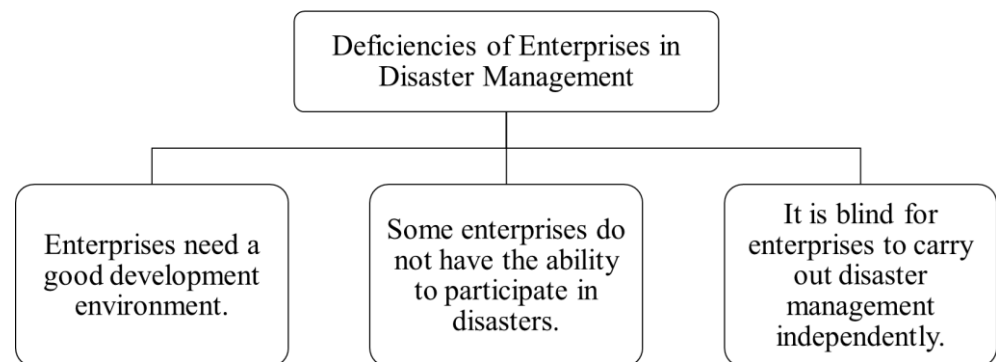 Deficiencies of Enterprises in
Disaster Management
Enterprises need a
good development
environment.
Some enterprises do
not have the ability
to participate in
disasters.
It is blind for
enterprises to carry
out disaster
management
independently.